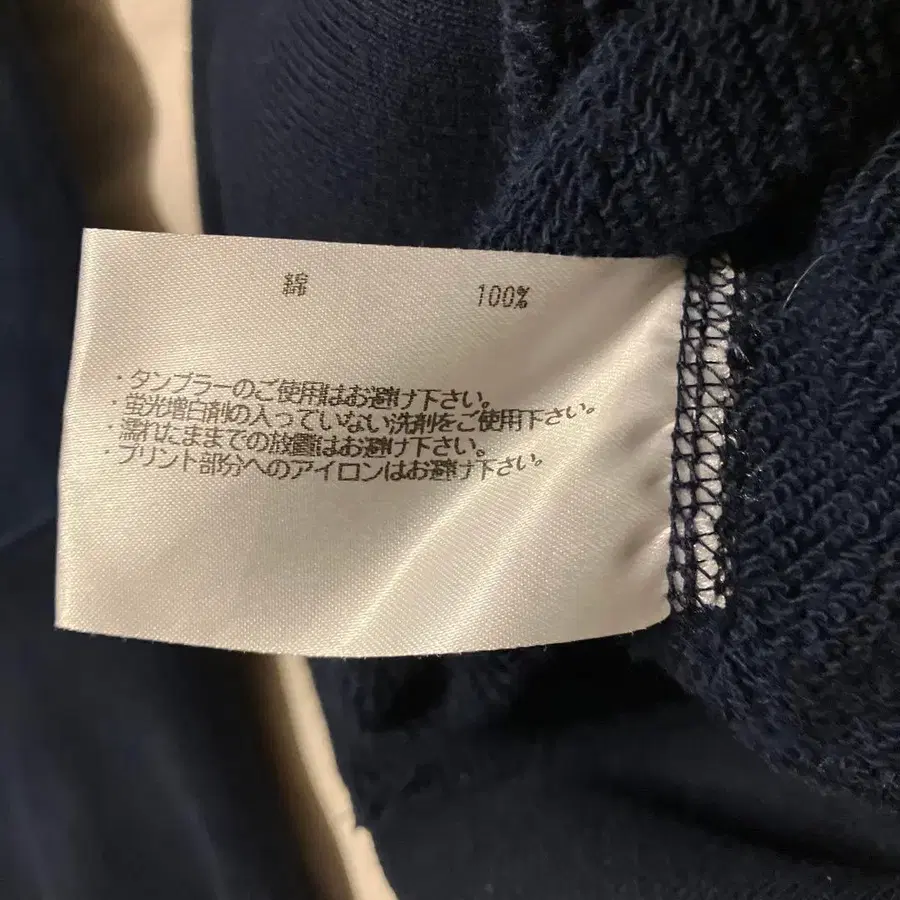 綿 100%
・タンブラーのご使用はお避け下さい。
・蛍光増白剤の入っていない洗剤をご使用下さい。
・濡れたままでの放置はお避け下さい。
・プリント部分へのアイロンはお避け下さい。